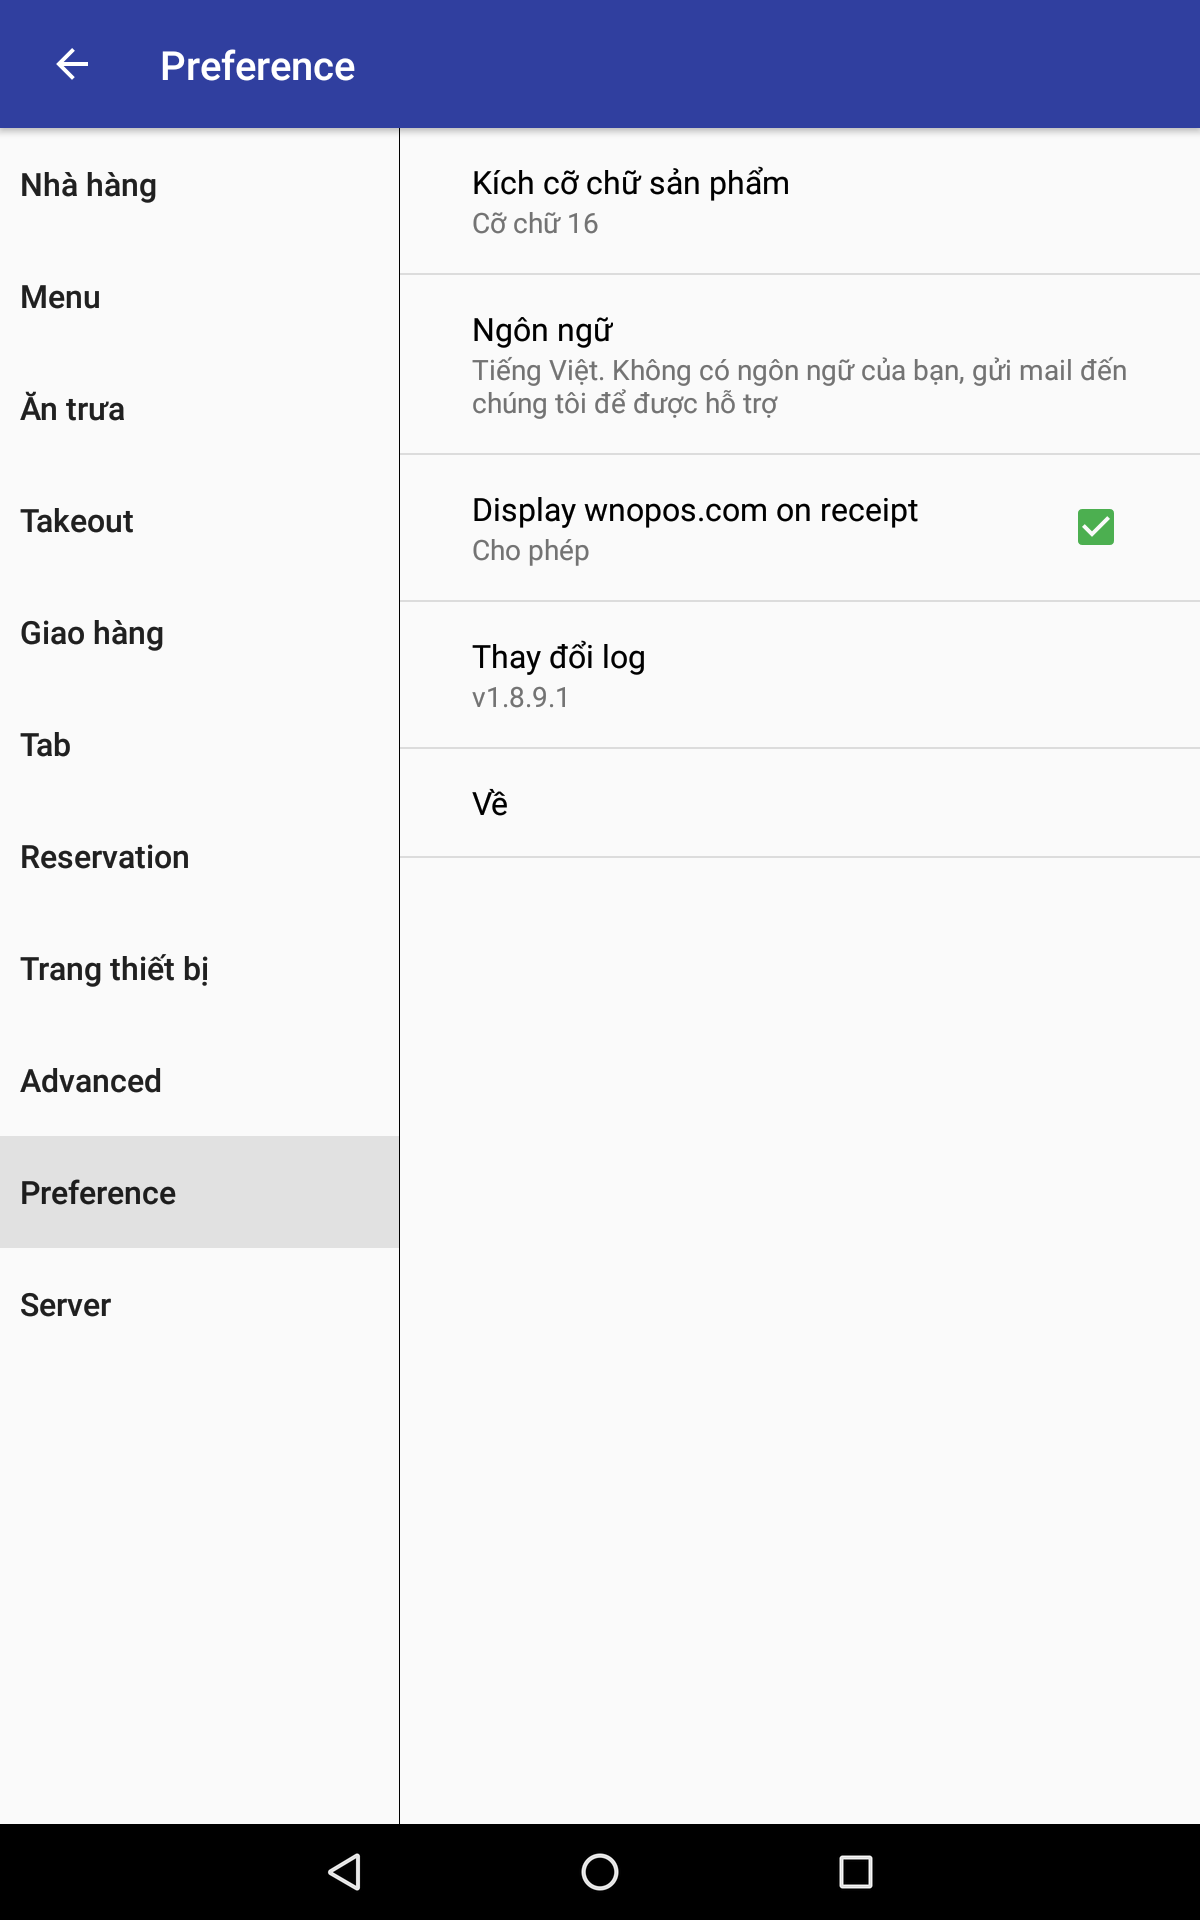 Preference
Nhà hàng
Menu
Ăn trưa
Takeout
Giao hàng
Tab
Reservation
Trang thiết bị
Advanced
Preference
Server
Kích cỡ chữ sản phẩm
Cỡ chữ 16
Ngôn ngữ
Tiếng Việt. Không có ngôn ngữ của bạn, gửi mail đến
chúng tôi để được hỗ trợ
Display wnopos.com on receipt
Cho phép
Thay đổi log
v1.8.9.1
Về